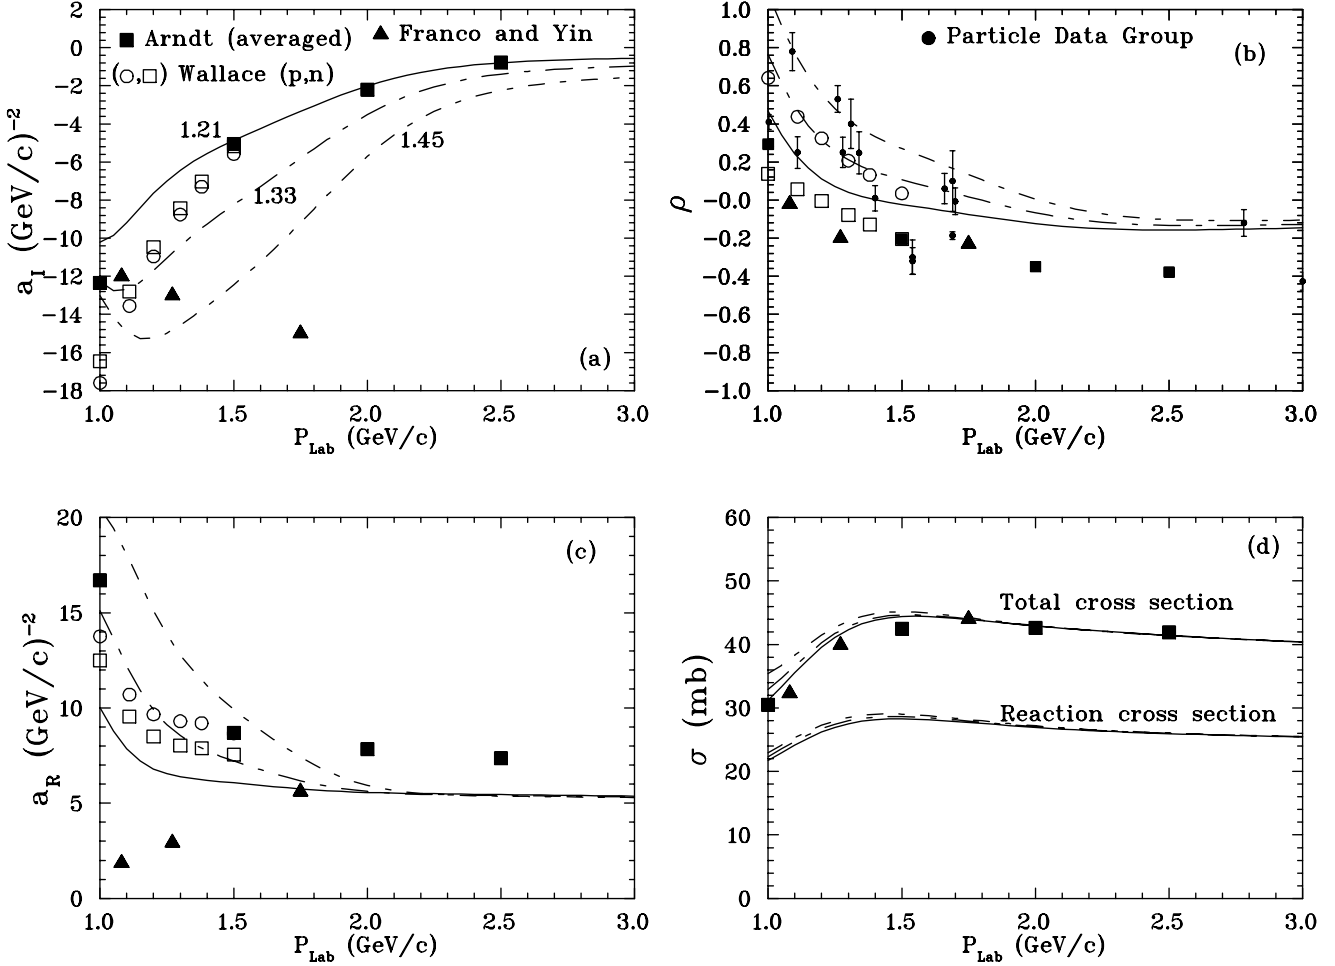 2
0
−2
−4
−6
−8
−10
−12
−14
−16
−18
a_I (GeV/c)^−2
■ Arndt (averaged) ▲ Franco and Yin
(○,□) Wallace (p,n)
1.21
1.33
1.45
(a)
1.0 1.5 2.0 2.5 3.0
P_Lab (GeV/c)
1.0
0.8
0.6
0.4
0.2
−0.0
−0.2
−0.4
−0.6
−0.8
−1.0
ρ
● Particle Data Group
(b)
1.0 1.5 2.0 2.5 3.0
P_Lab (GeV/c)
20
15
10
5
0
a_R (GeV/c)^−2
(c)
1.0 1.5 2.0 2.5 3.0
P_Lab (GeV/c)
60
50
40
30
20
10
0
σ (mb)
(d)
Total cross section
Reaction cross section
1.0 1.5 2.0 2.5 3.0
P_Lab (GeV/c)